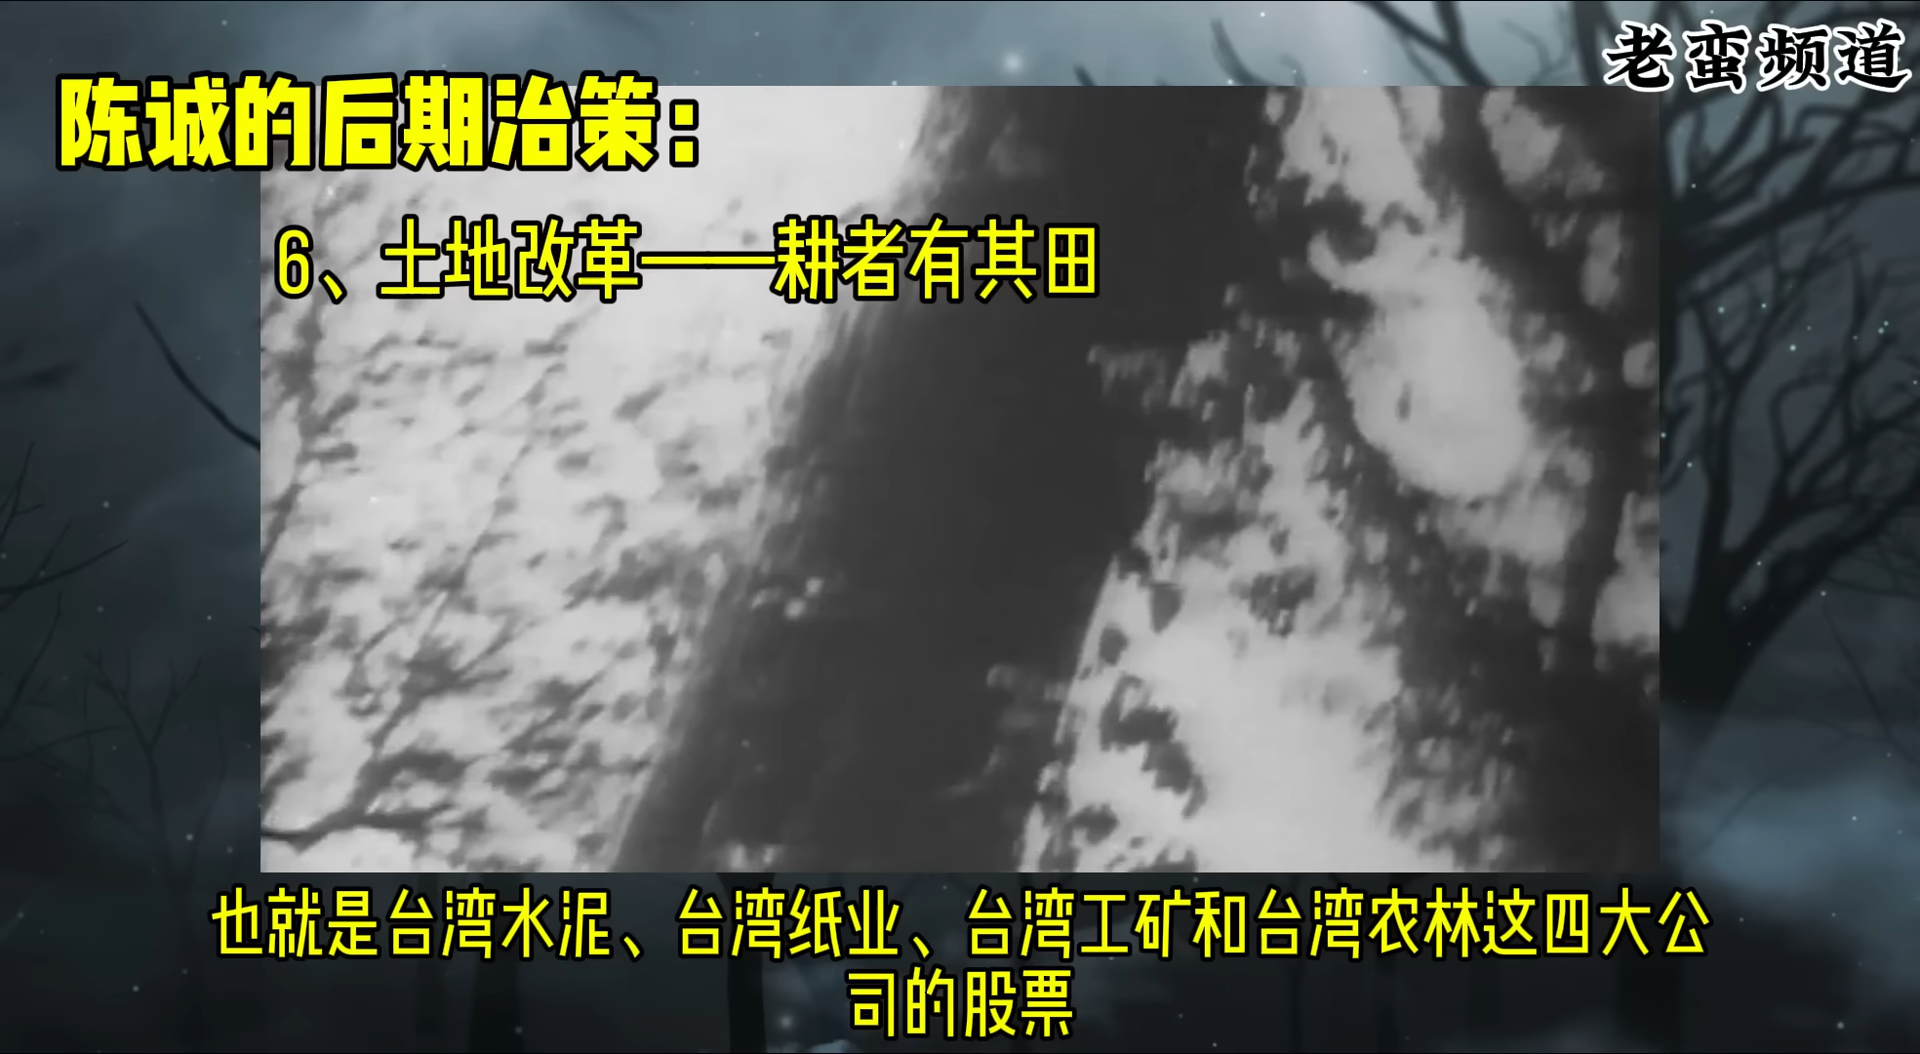 老蛮频道
陈诚的后期治策：
6、土地改革——耕者有其田
也就是台湾水泥、台湾纸业、台湾工矿和台湾农林这四大公
司的股票